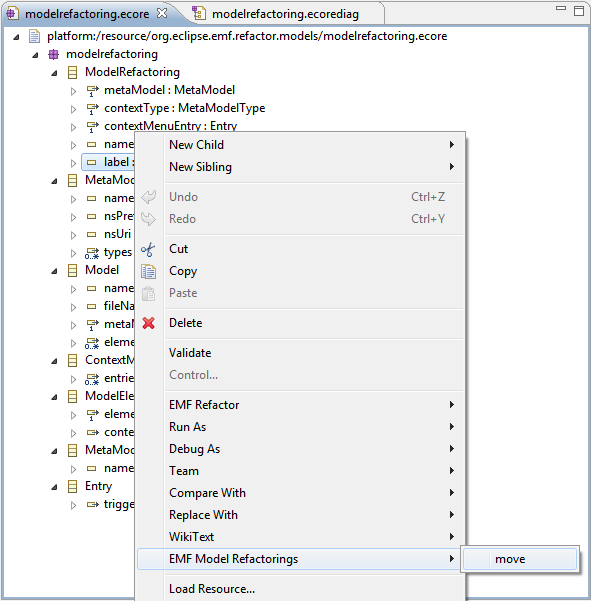 modelrefactoring.ecore modelrefactoring.ecorediag
platform:/resource/org.eclipse.emf.refactor.models/modelrefactoring.ecore
modelrefactoring
ModelRefactoring
metaModel : MetaModel
contextType : MetaModelType
contextMenuEntry : Entry
name
label :
MetaMod
name
nsPref
nsUri
types
Model
name
fileNa
metaM
eleme
ContextM
entrie
ModelEle
eleme
conte
MetaMod
name
Entry
trigge
New Child
New Sibling
Undo Ctrl+Z
Redo Ctrl+Y
Cut
Copy
Paste
Delete
Validate
Control...
EMF Refactor
Run As
Debug As
Team
Compare With
Replace With
WikiText
EMF Model Refactorings
move
Load Resource...